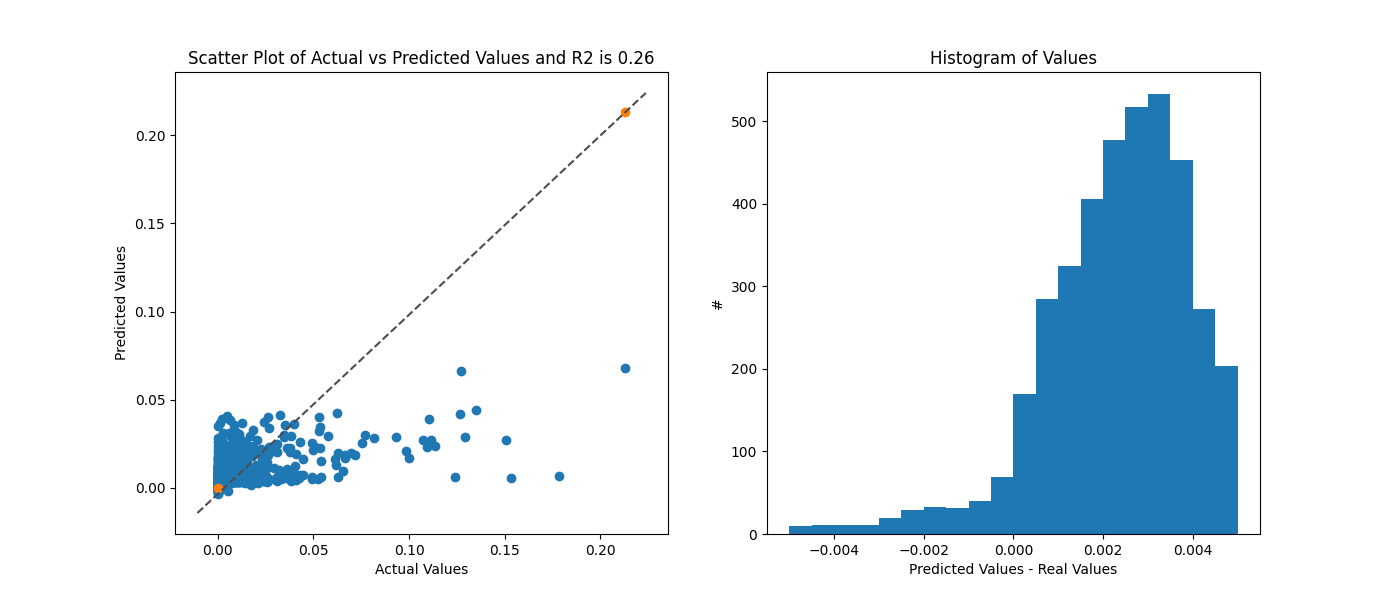 Scatter Plot of Actual vs Predicted Values and R2 is 0.26
Predicted Values
0.20
0.15
0.10
0.05
0.00
0.00 0.05 0.10 0.15 0.20
Actual Values
Histogram of Values
#
500
400
300
200
100
0
−0.004 −0.002 0.000 0.002 0.004
Predicted Values - Real Values